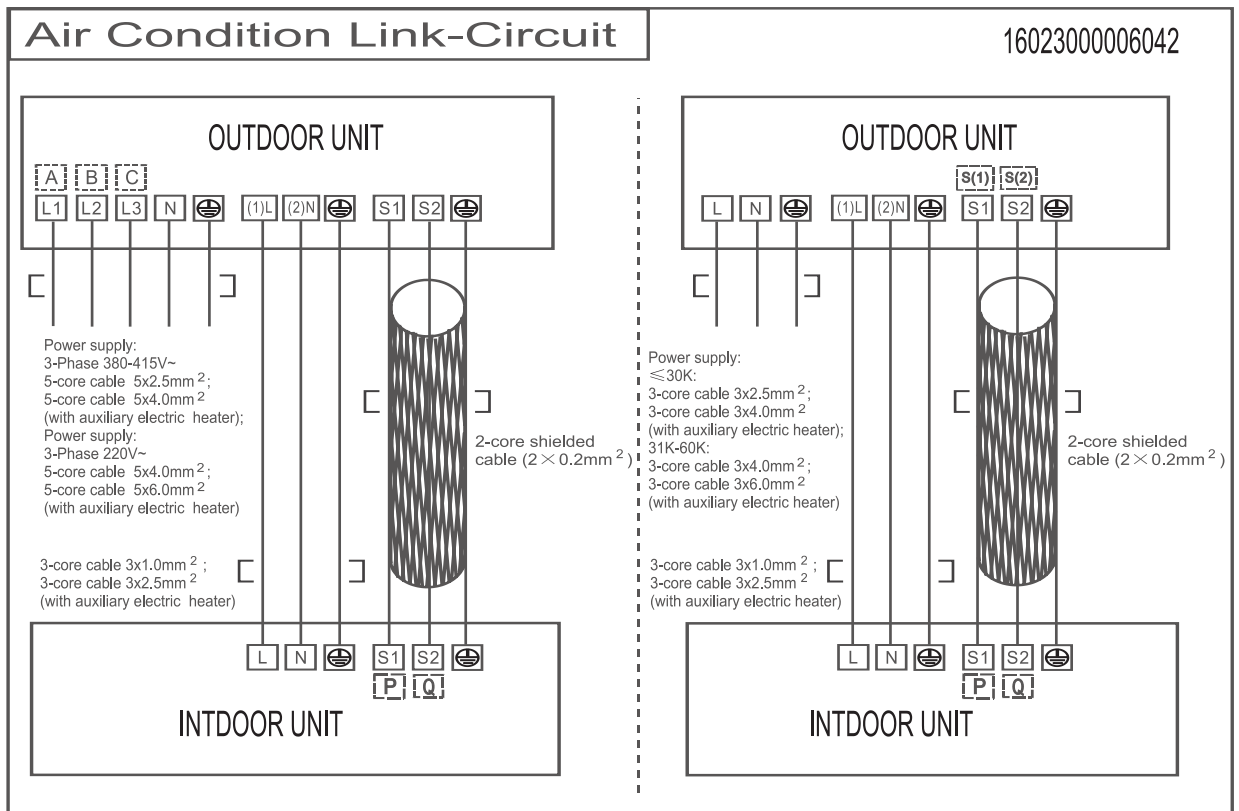 Air Condition Link-Circuit
16023000006042
OUTDOOR UNIT
A B C
L1 L2 L3 N (1)L (2)N S1 S2
Power supply:
3-Phase 380-415V~
5-core cable 5x2.5mm²;
5-core cable 5x4.0mm²
(with auxiliary electric heater);
Power supply:
3-Phase 220V~
5-core cable 5x4.0mm²;
5-core cable 5x6.0mm²
(with auxiliary electric heater)
2-core shielded
cable (2×0.2mm²)
3-core cable 3x1.0mm²;
3-core cable 3x2.5mm²
(with auxiliary electric heater)
L N S1 S2
P Q
INTDOOR UNIT
OUTDOOR UNIT
S(1) S(2)
L N (1)L (2)N S1 S2
Power supply:
≤30K:
3-core cable 3x2.5mm²;
3-core cable 3x4.0mm²
(with auxiliary electric heater);
31K-60K:
3-core cable 3x4.0mm²;
3-core cable 3x6.0mm²
(with auxiliary electric heater)
2-core shielded
cable (2×0.2mm²)
3-core cable 3x1.0mm²;
3-core cable 3x2.5mm²
(with auxiliary electric heater)
L N S1 S2
P Q
INTDOOR UNIT